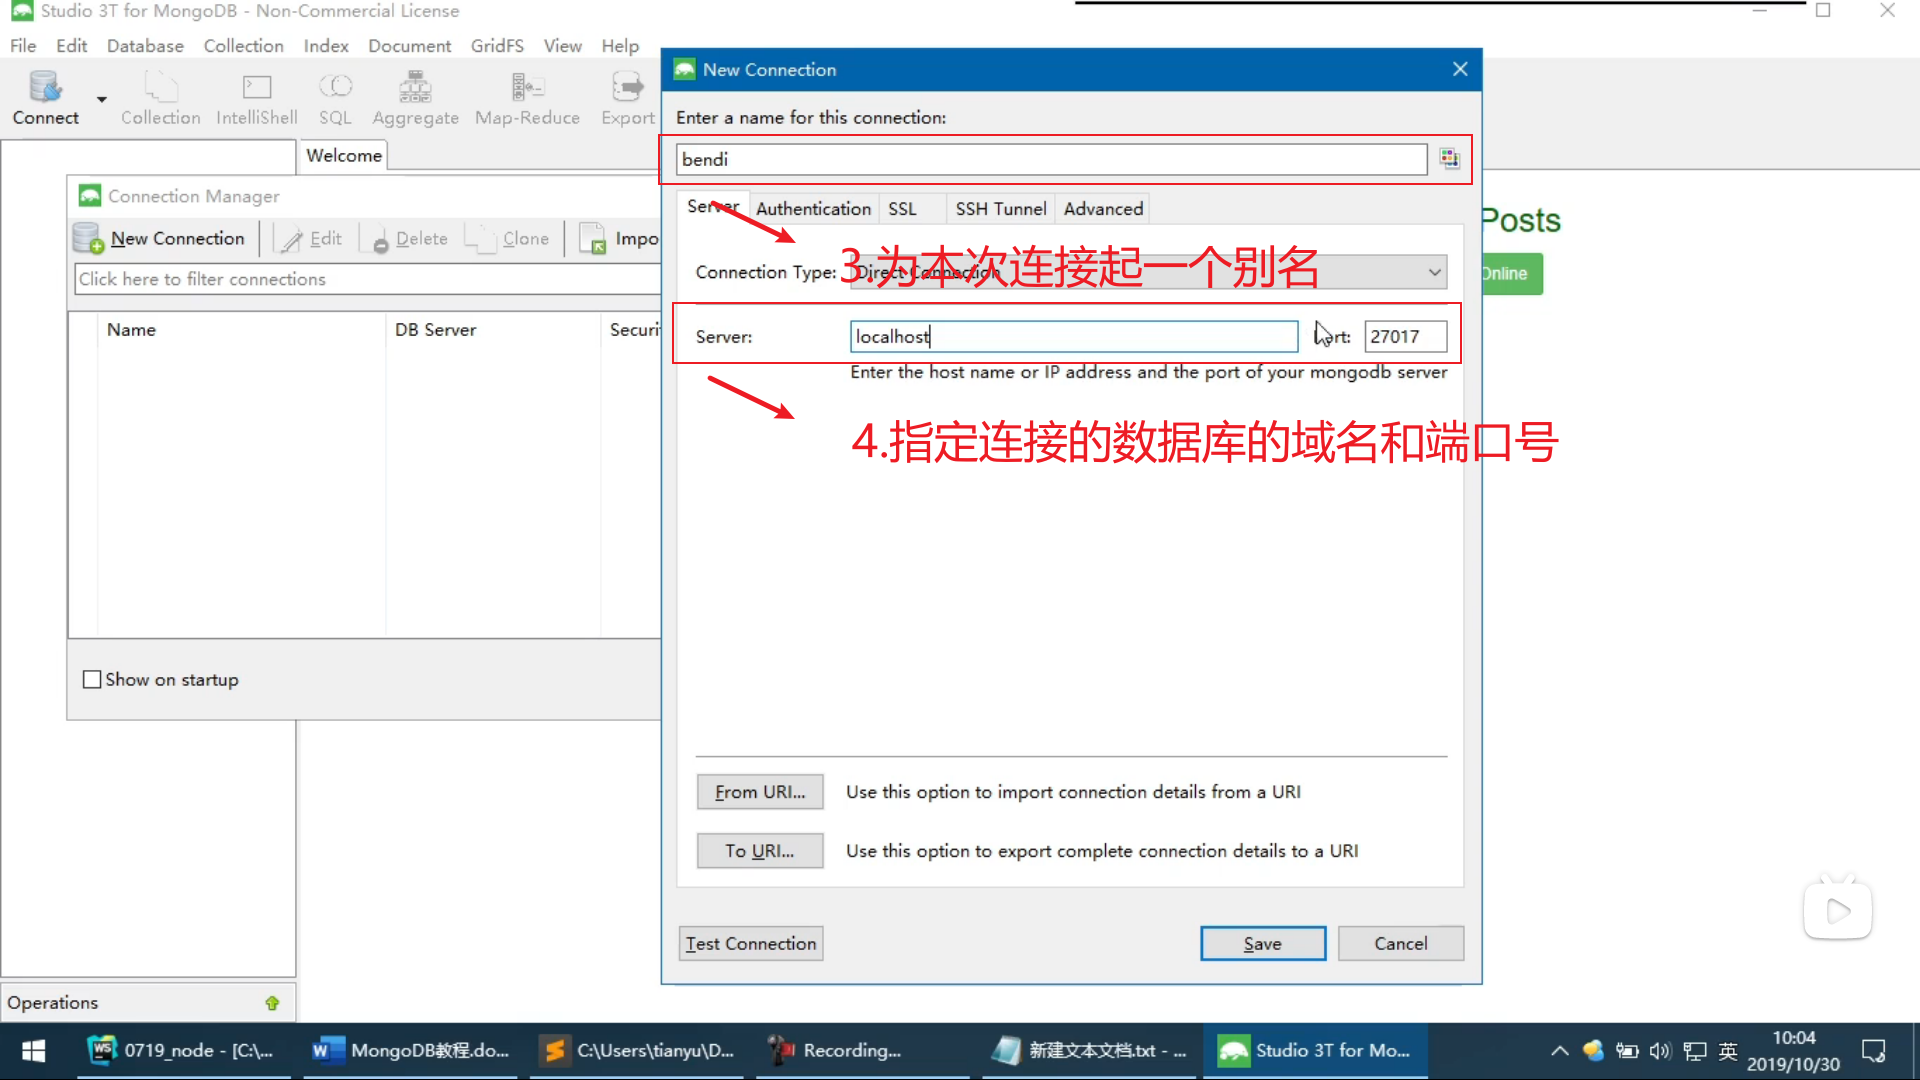 Studio 3T for MongoDB - Non-Commercial License
File Edit Database Collection Index Document GridFS View Help
Connect Collection IntelliShell SQL Aggregate Map-Reduce Export
Welcome
Connection Manager
New Connection Edit Delete Clone Impo
Click here to filter connections
Name DB Server Securi
Show on startup
Operations
New Connection
Enter a name for this connection:
bendi
Server Authentication SSL SSH Tunnel Advanced
Connection Type: Direct Connection
3.为本次连接起一个别名
Server: localhost Port: 27017
Enter the host name or IP address and the port of your mongodb server
4.指定连接的数据库的域名和端口号
From URI... Use this option to import connection details from a URI
To URI... Use this option to export complete connection details to a URI
Test Connection Save Cancel
Posts
Online
WS 0719_node - [C:\... MongoDB教程.do... C:\Users\tianyu\D... Recording... 新建文本文档.txt - ... Studio 3T for Mo... 英
10:04
2019/10/30